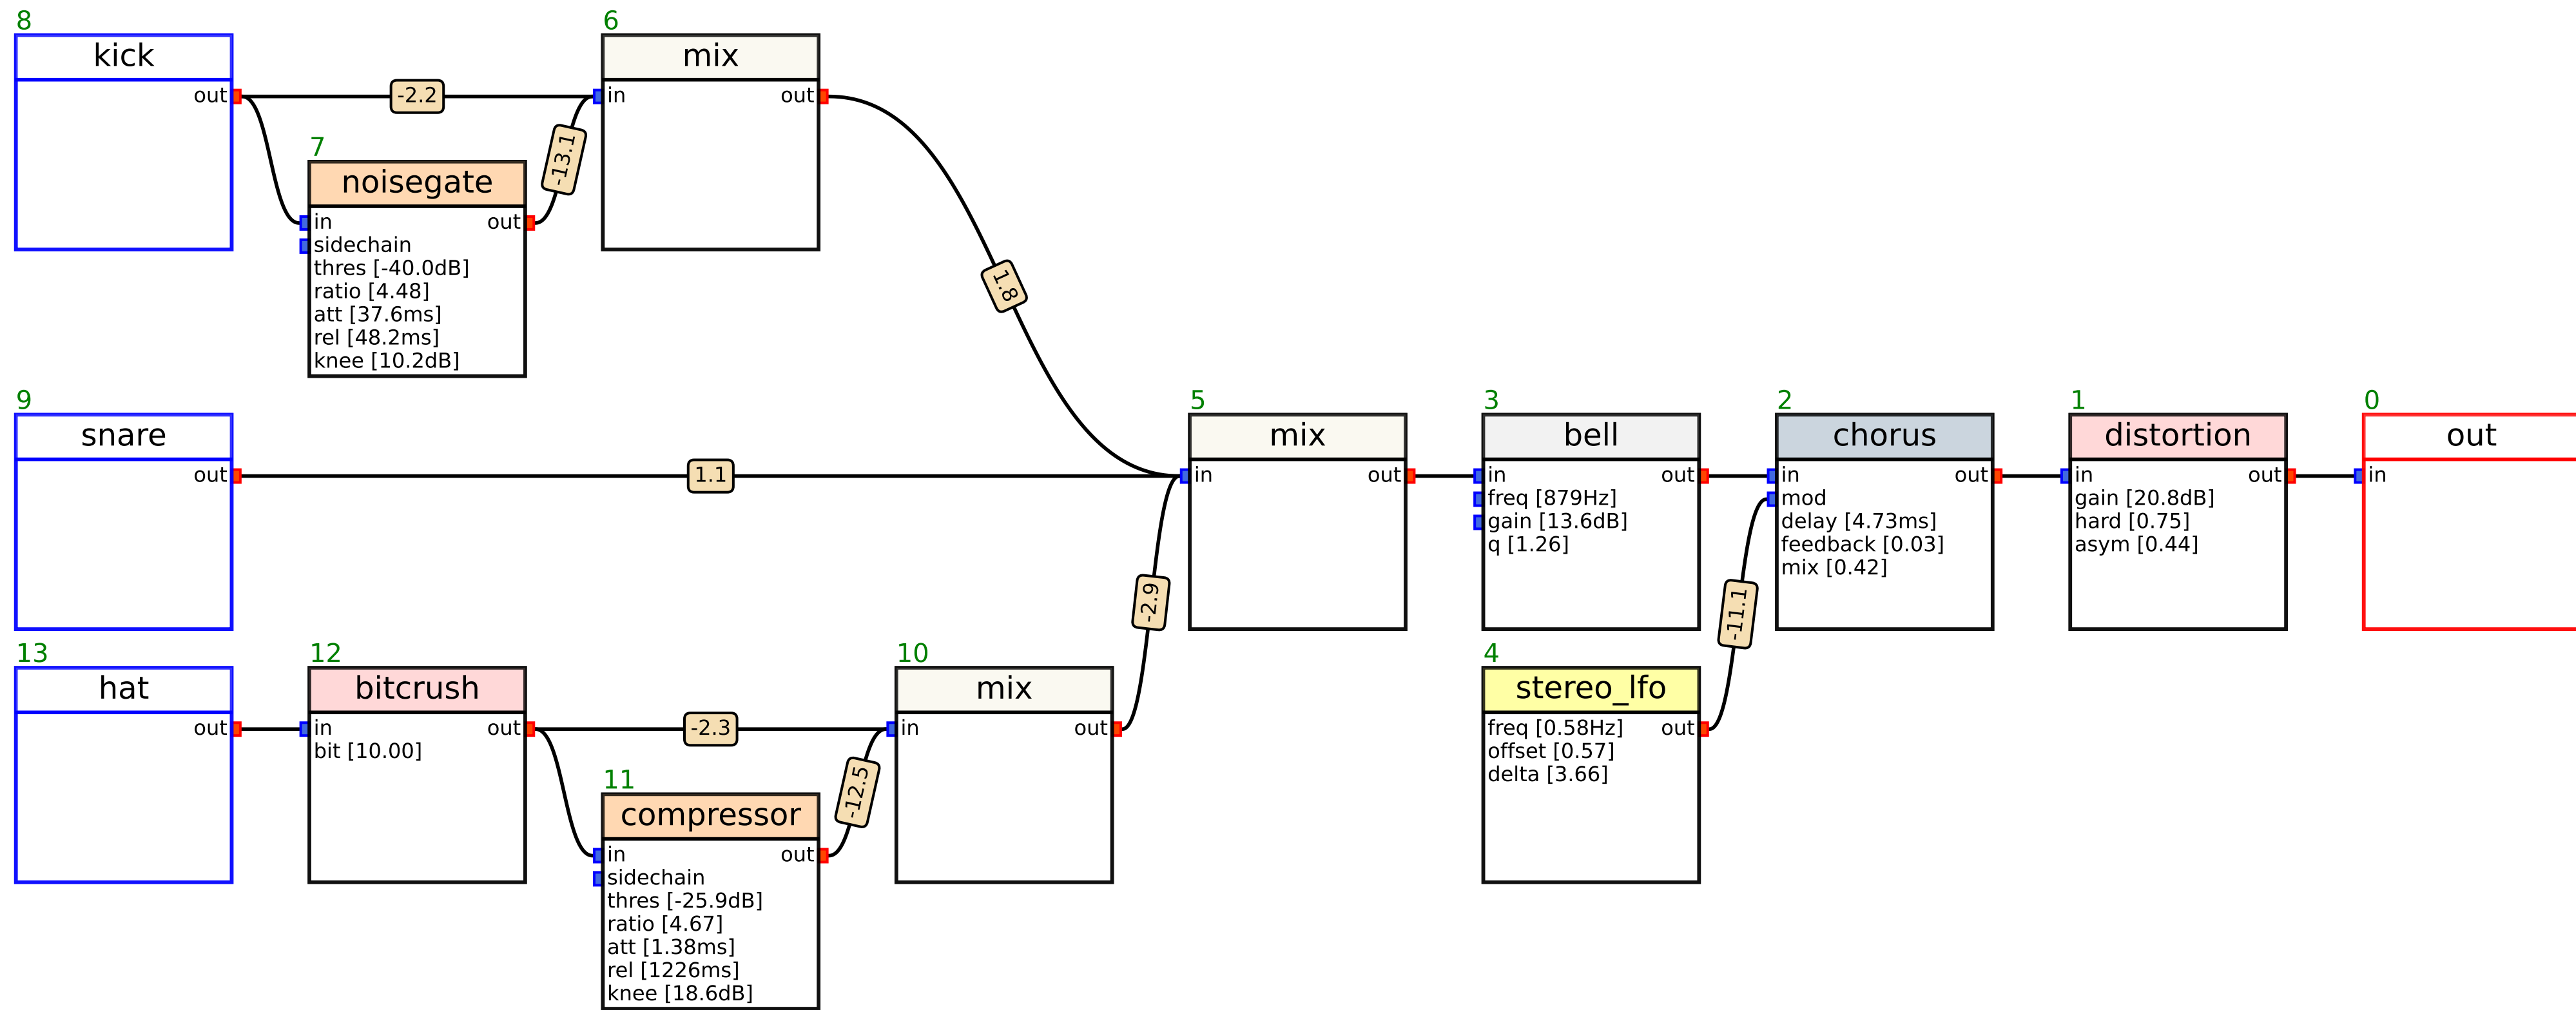 8
kick
out
-2.2
7
noisegate
in out
sidechain
thres [-40.0dB]
ratio [4.48]
att [37.6ms]
rel [48.2ms]
knee [10.2dB]
-13.1
6
mix
in out
1.8
9
snare
out
1.1
13
hat
out
12
bitcrush
in out
bit [10.00]
-2.3
11
compressor
in out
sidechain
thres [-25.9dB]
ratio [4.67]
att [1.38ms]
rel [1226ms]
knee [18.6dB]
-12.5
10
mix
in out
-2.9
5
mix
in out
3
bell
in out
freq [879Hz]
gain [13.6dB]
q [1.26]
4
stereo_lfo
freq [0.58Hz] out
offset [0.57]
delta [3.66]
-11.1
2
chorus
in out
mod
delay [4.73ms]
feedback [0.03]
mix [0.42]
1
distortion
in out
gain [20.8dB]
hard [0.75]
asym [0.44]
0
out
in